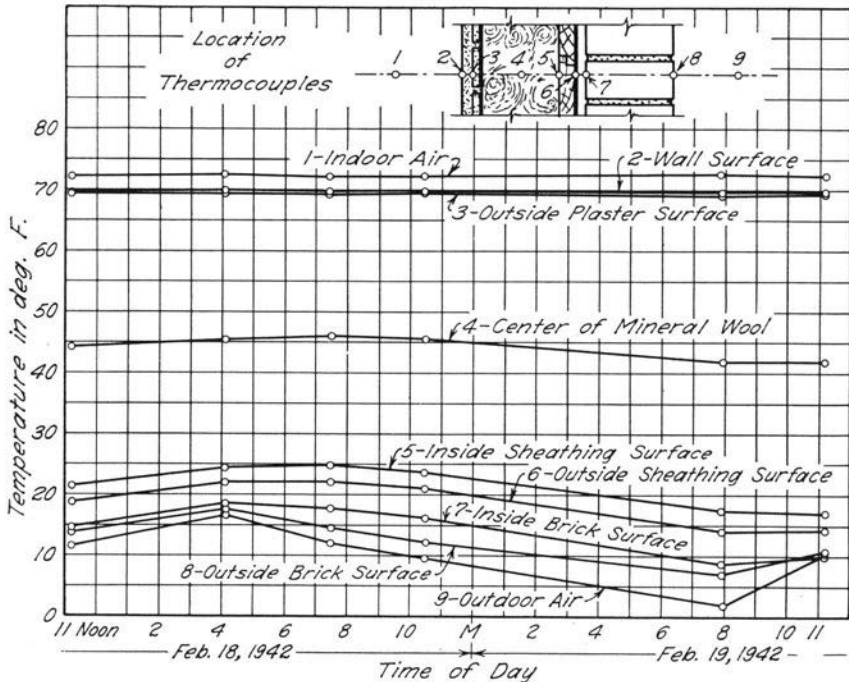 Location
of
Thermocouples
1 2 3 4 5 6 7 8 9
80
1-Indoor Air
2-Wall Surface
70
3-Outside Plaster Surface
60
50
4-Center of Mineral Wool
40
30
5-Inside Sheathing Surface
6-Outside Sheathing Surface
20
7-Inside Brick Surface
10
8-Outside Brick Surface
9-Outdoor Air
0
Temperature in deg. F.
11 Noon 2 4 8 10 M 2 4 8 10 11
Feb. 18, 1942 Feb. 19, 1942
Time of Day